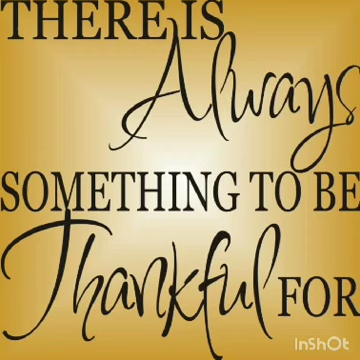 THERE IS
Always
SOMETHING TO BE
Thankful FOR
InShOt